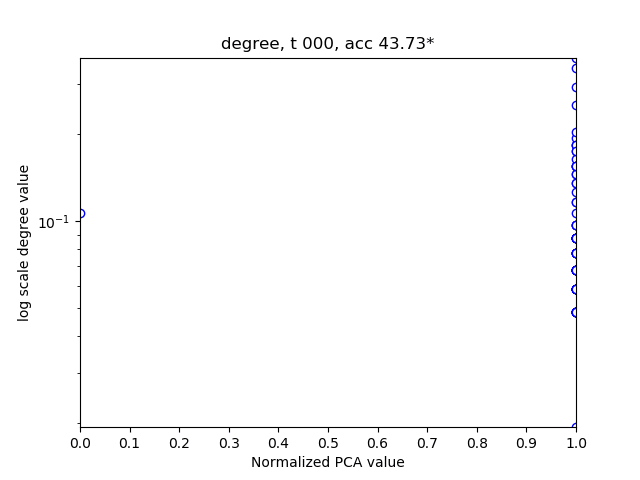 degree, t 000, acc 43.73*
log scale degree value
10⁻¹
0.0 0.1 0.2 0.3 0.4 0.5 0.6 0.7 0.8 0.9 1.0
Normalized PCA value